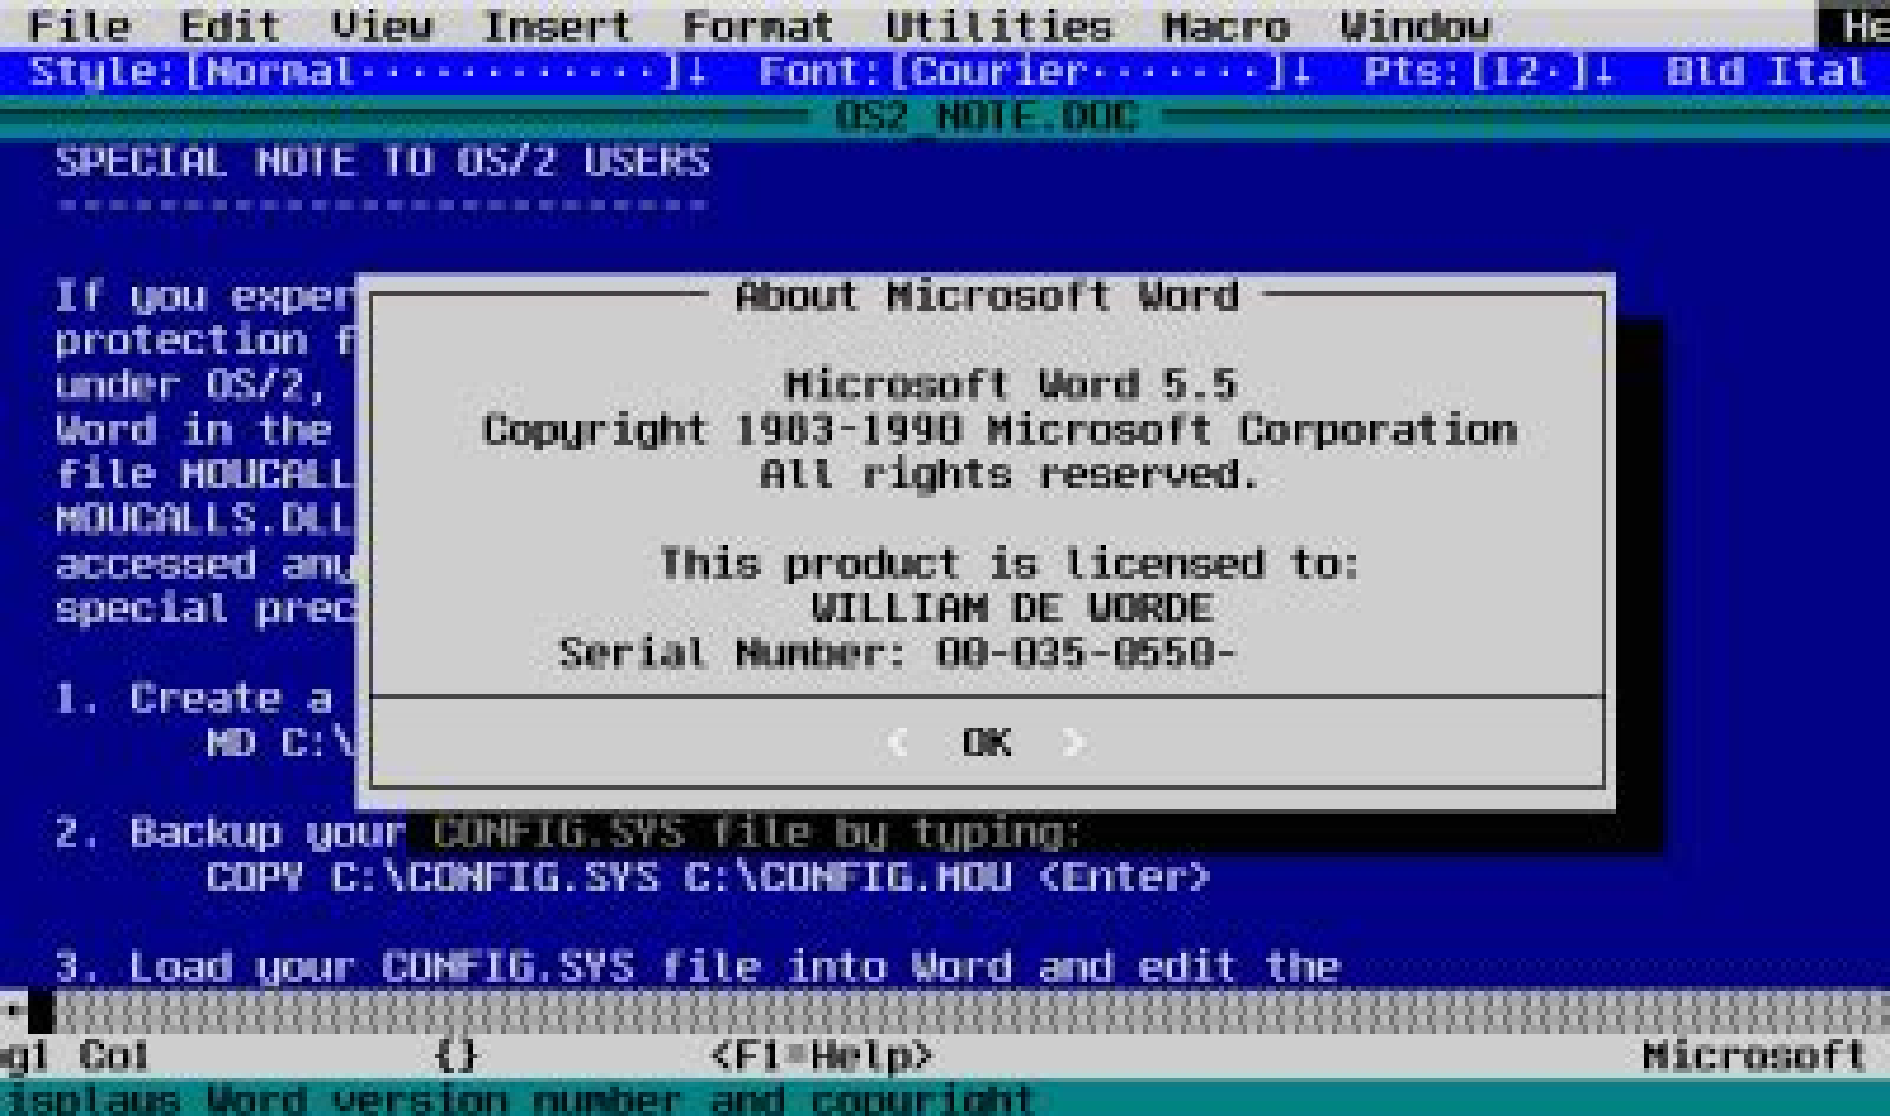 File Edit View Insert Format Utilities Macro Window He
Style:[Normal············]↓ Font:[Courier·······]↓ Pts:[12·]↓ Bld Ital
OS2_NOTE.DOC
SPECIAL NOTE TO OS/2 USERS
--------------------------
If you exper
protection f
under OS/2,
Word in the
file MOUCALL
MOUCALLS.DLL
accessed any
special prec
1. Create a
MD C:\
About Microsoft Word
Microsoft Word 5.5
Copyright 1983-1990 Microsoft Corporation
All rights reserved.
This product is licensed to:
WILLIAM DE WORDE
Serial Number: 00-035-0550-
< OK >
2. Backup your CONFIG.SYS file by typing:
COPY C:\CONFIG.SYS C:\CONFIG.MOU <Enter>
3. Load your CONFIG.SYS file into Word and edit the
g1 Co1 {} <F1=Help> Microsoft
isplays Word version number and copyright